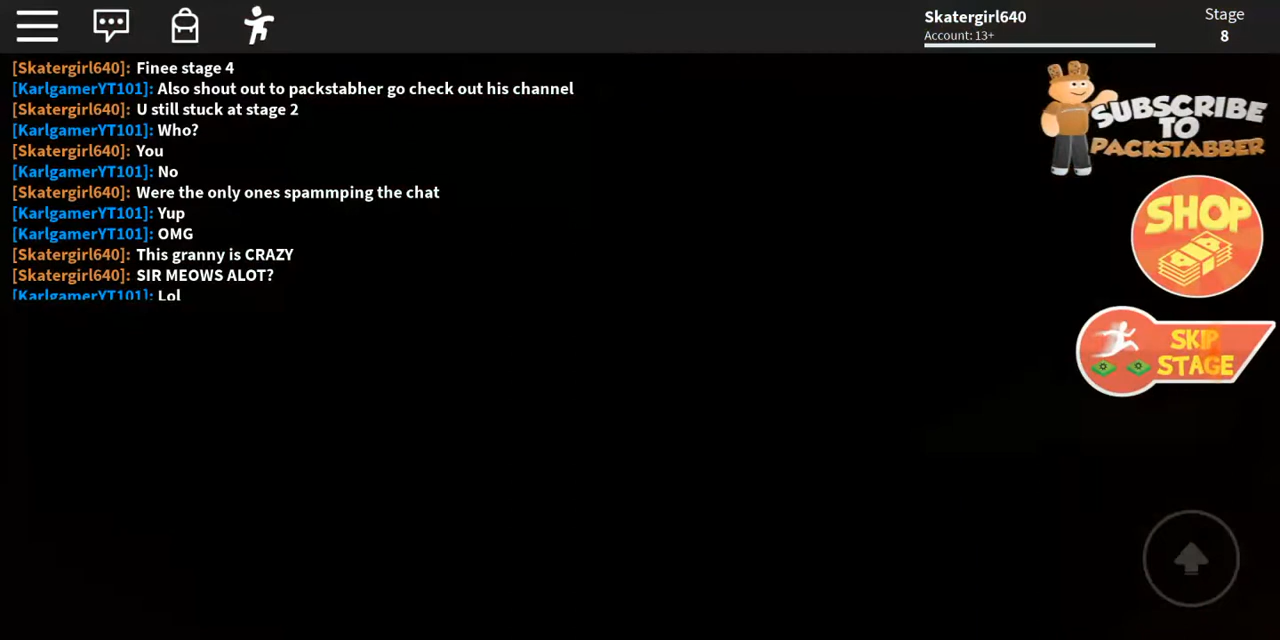 Skatergirl640
Account: 13+
Stage
8
[Skatergirl640]: Finee stage 4
[KarlgamerYT101]: Also shout out to packstabher go check out his channel
[Skatergirl640]: U still stuck at stage 2
[KarlgamerYT101]: Who?
[Skatergirl640]: You
[KarlgamerYT101]: No
[Skatergirl640]: Were the only ones spammping the chat
[KarlgamerYT101]: Yup
[KarlgamerYT101]: OMG
[Skatergirl640]: This granny is CRAZY
[Skatergirl640]: SIR MEOWS ALOT?
[KarlgamerYT101]: Lol
SUBSCRIBE
TO
PACKSTABBER
SHOP
SKIP
STAGE